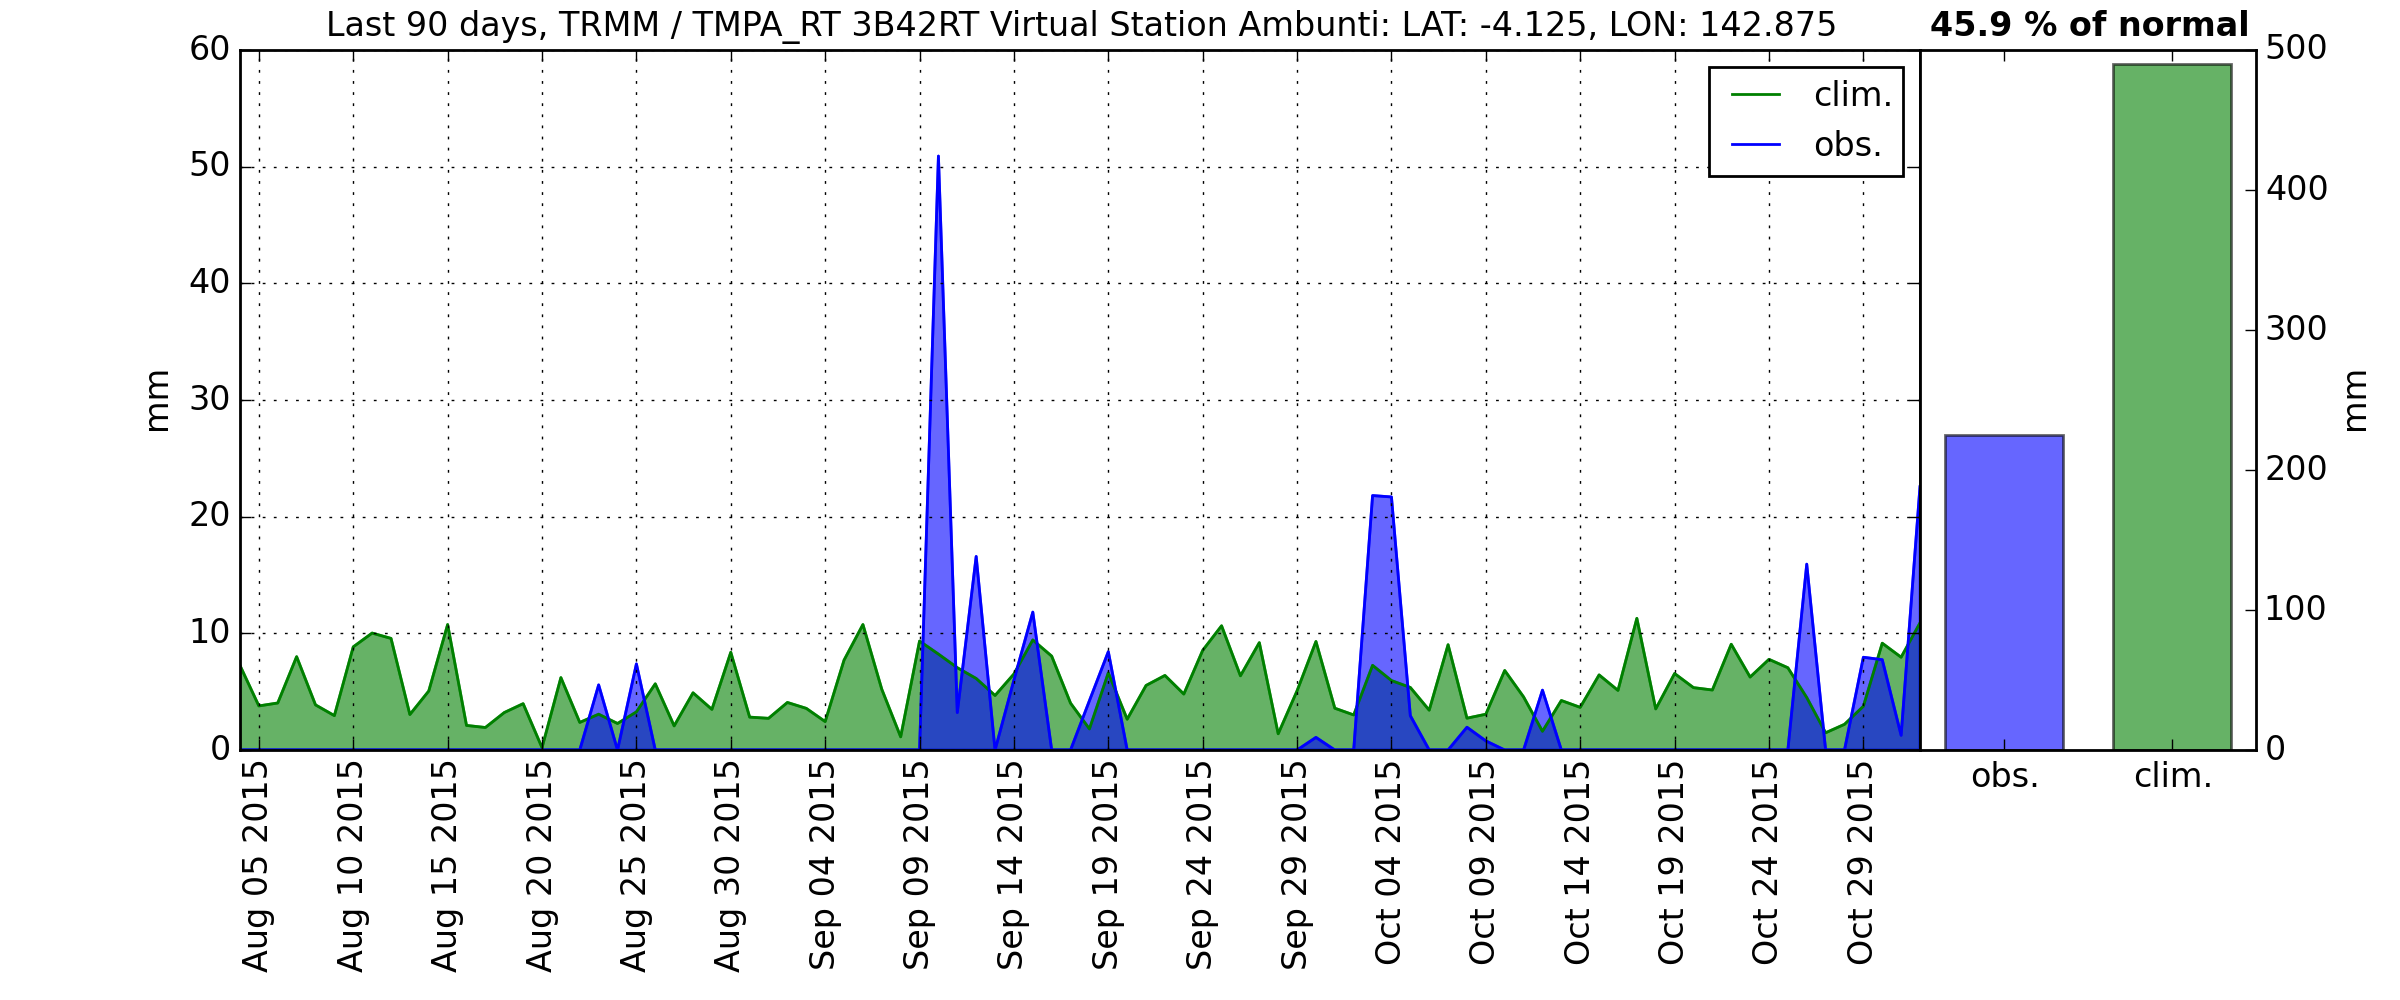 Last 90 days, TRMM / TMPA_RT 3B42RT Virtual Station Ambunti: LAT: -4.125, LON: 142.875
45.9 % of normal
60
50
40
30
20
10
0
mm
clim.
obs.
500
400
300
200
100
0
mm
obs.
clim.
Aug 05 2015
Aug 10 2015
Aug 15 2015
Aug 20 2015
Aug 25 2015
Aug 30 2015
Sep 04 2015
Sep 09 2015
Sep 14 2015
Sep 19 2015
Sep 24 2015
Sep 29 2015
Oct 04 2015
Oct 09 2015
Oct 14 2015
Oct 19 2015
Oct 24 2015
Oct 29 2015